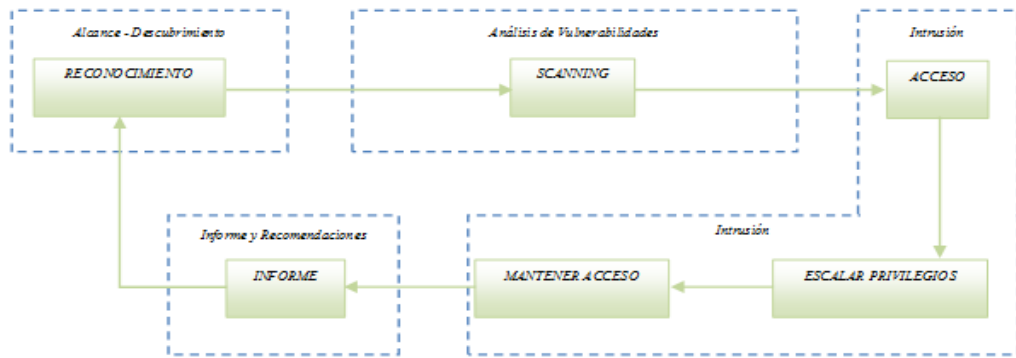 Alcance - Descubrimiento
RECONOCIMIENTO
Análisis de Vulnerabilidades
SCANNING
Intrusión
ACCESO
Informe y Recomendaciones
INFORME
Intrusión
MANTENER ACCESO
ESCALAR PRIVILEGIOS